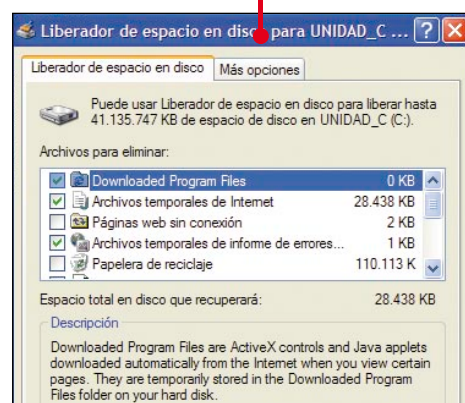 Liberador de espacio en disco para UNIDAD_C ...
Liberador de espacio en disco
Más opciones
Puede usar Liberador de espacio en disco para liberar hasta
41.135.747 KB de espacio de disco en UNIDAD_C (C:).
Archivos para eliminar:
Downloaded Program Files 0 KB
Archivos temporales de Internet 28.438 KB
Páginas web sin conexión 2 KB
Archivos temporales de informe de errores... 1 KB
Papelera de reciclaje 110.113 K
Espacio total en disco que recuperará: 28.438 KB
Descripción
Downloaded Program Files are ActiveX controls and Java applets
downloaded automatically from the Internet when you view certain
pages. They are temporarily stored in the Downloaded Program
Files folder on your hard disk.